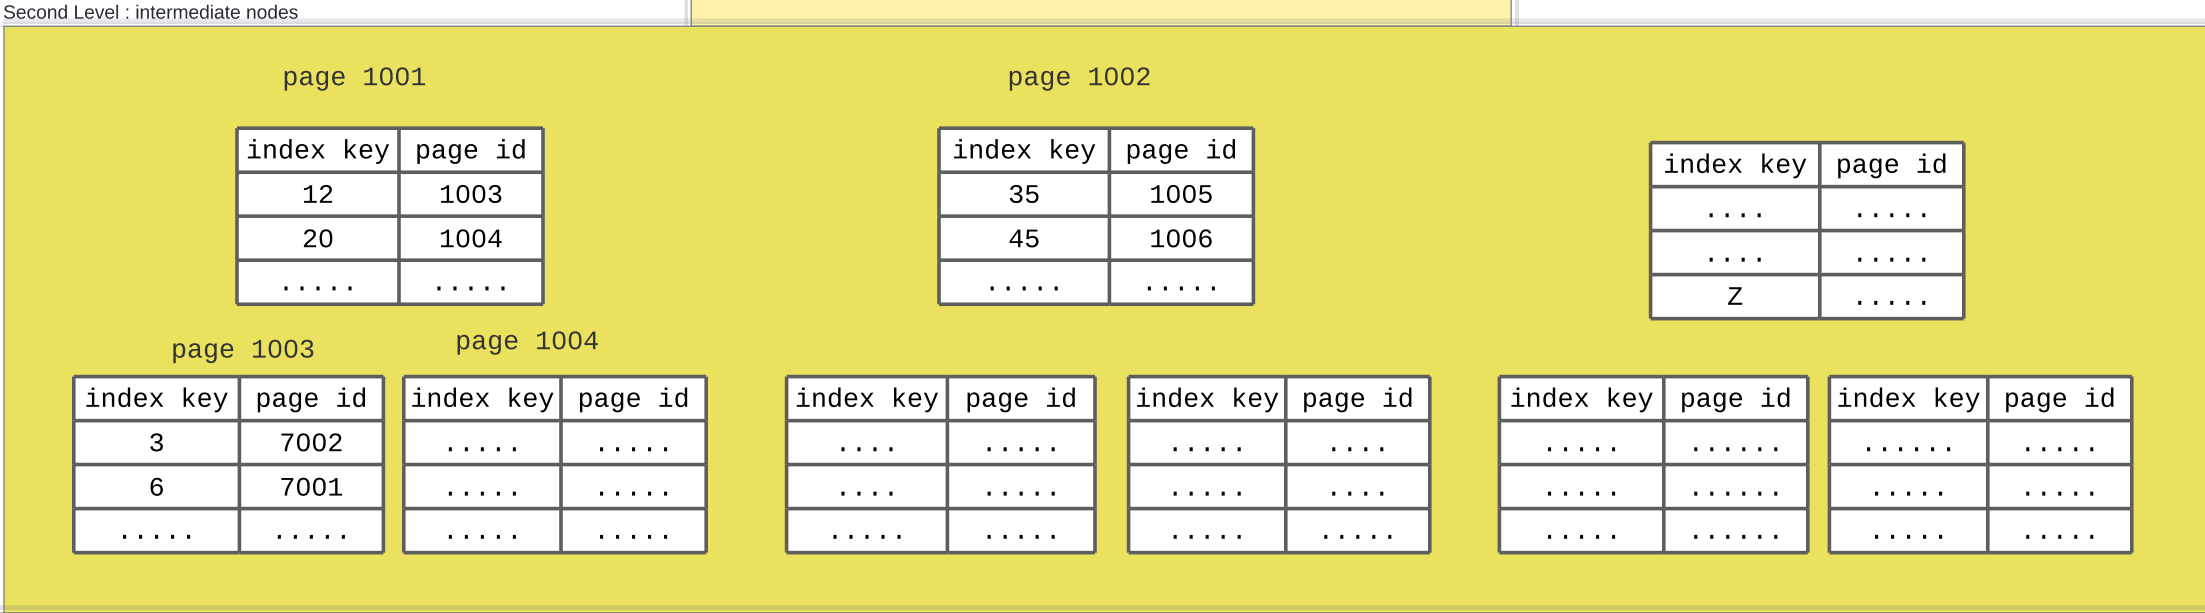 Second Level : intermediate nodes
page 1001
index key page id
12 1003
20 1004
..... .....
page 1002
index key page id
35 1005
45 1006
..... .....
index key page id
.... .....
.... .....
Z .....
page 1003
index key page id
3 7002
6 7001
..... .....
page 1004
index key page id
..... .....
..... .....
..... .....
index key page id
.... .....
.... .....
..... .....
index key page id
..... ....
..... ....
..... .....
index key page id
..... ......
..... ......
..... ......
index key page id
...... .....
..... .....
..... .....